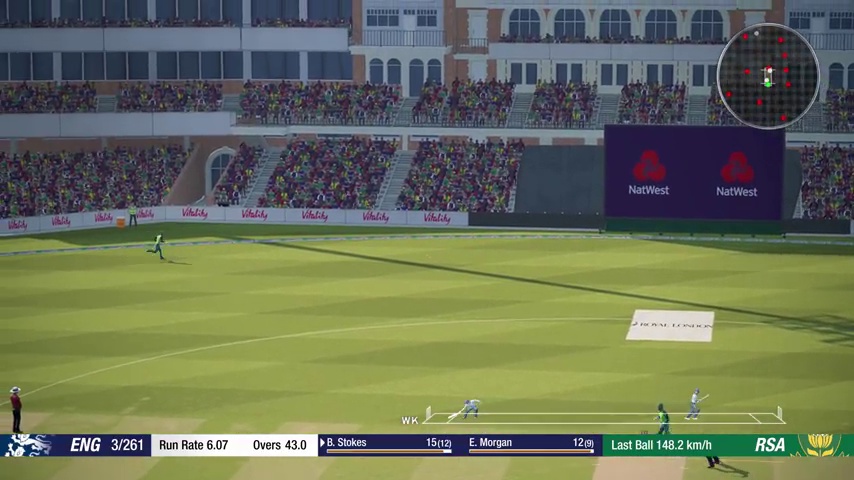 NatWest NatWest
Vitality Vitality Vitality Vitality Vitality Vitality Vitality Vitality
ROYAL LONDON
WK
ENG 3/261 Run Rate 6.07 Overs 43.0 B. Stokes 15(12) E. Morgan 12(9) Last Ball 148.2 km/h RSA